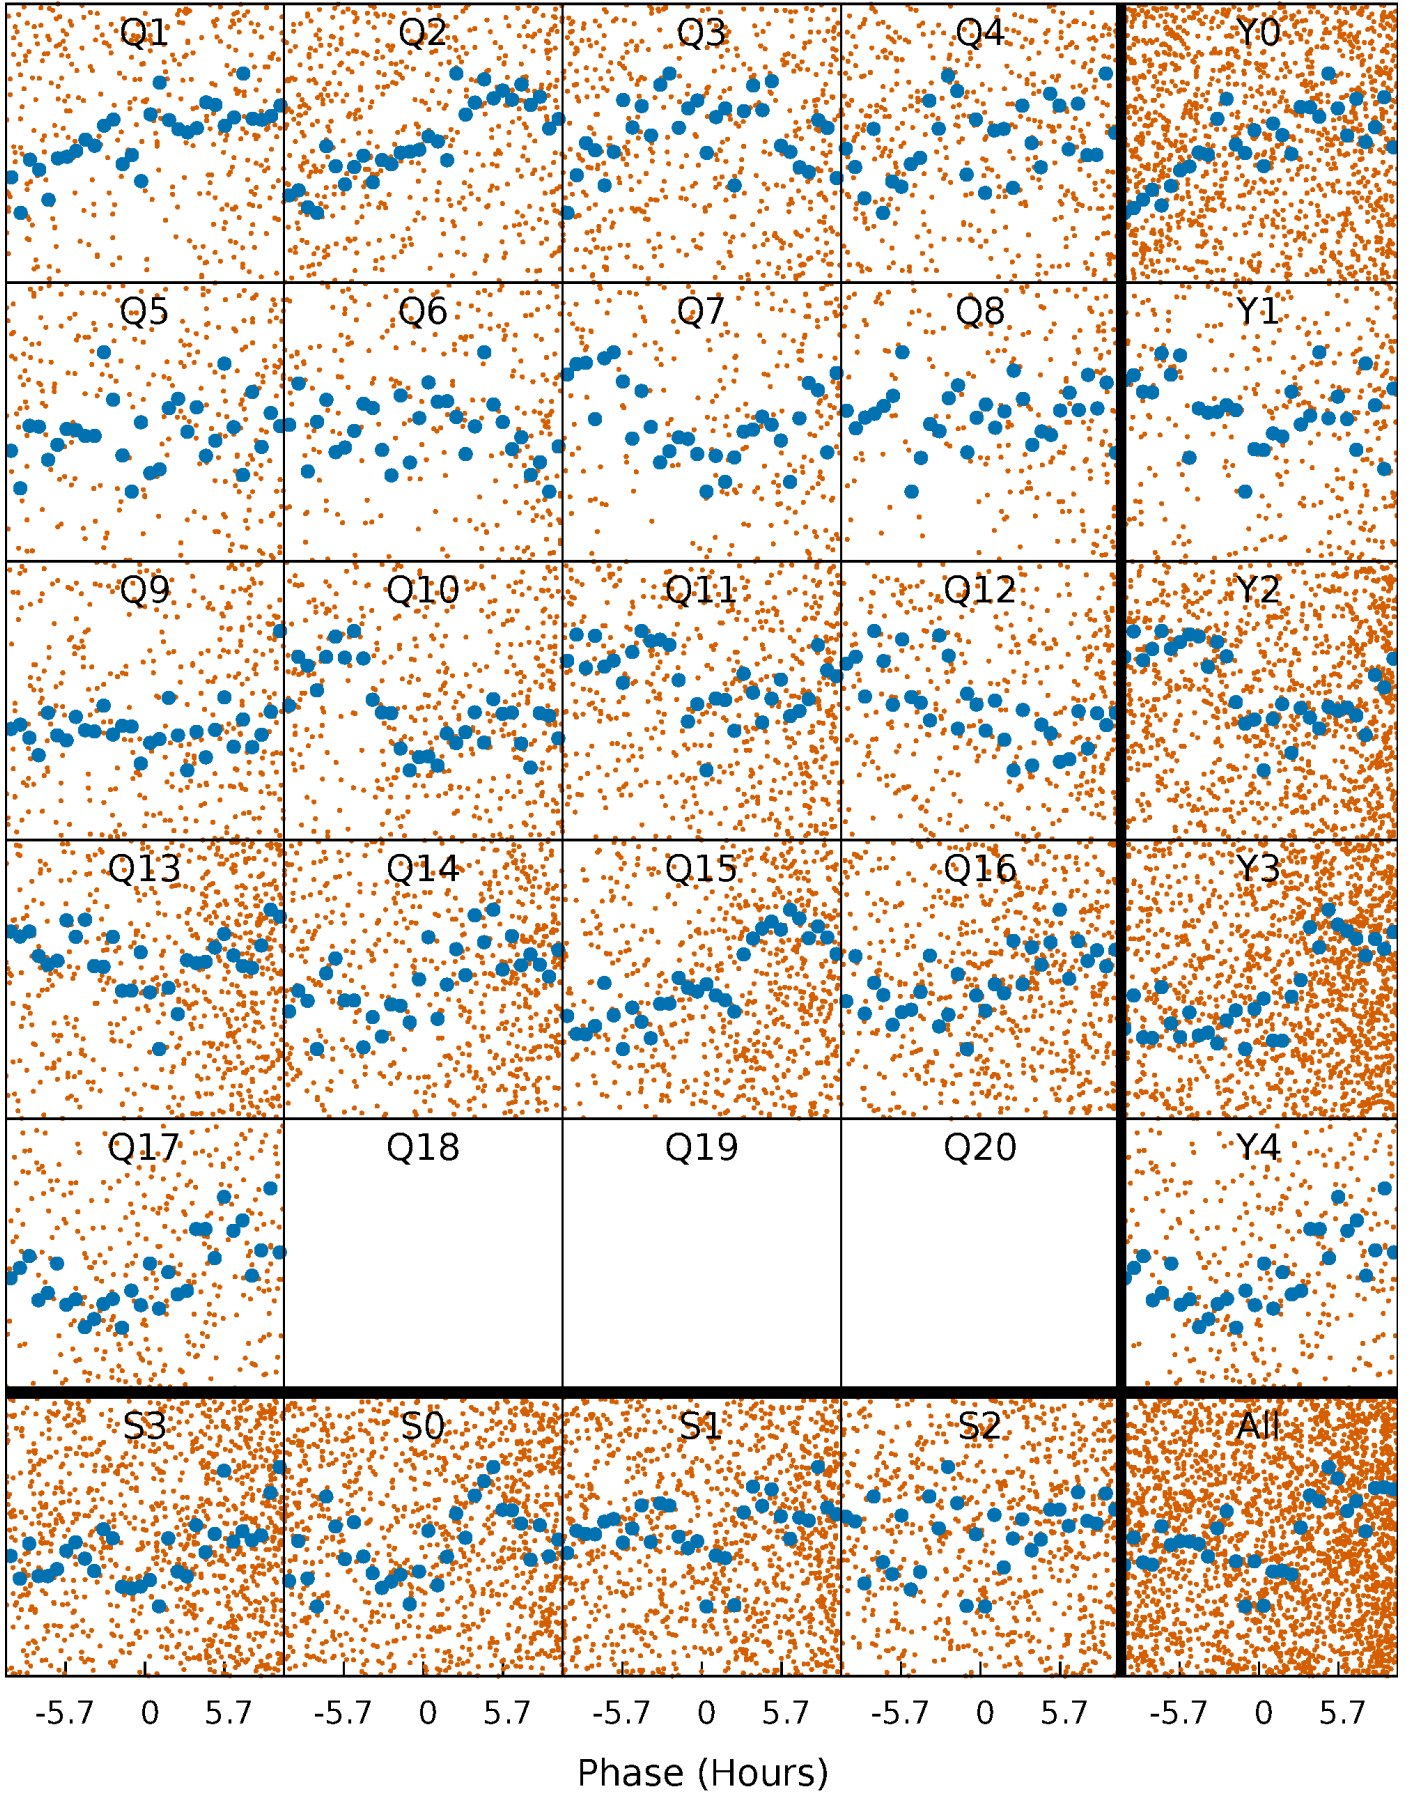 Q1 Q2 Q3 Q4 Y0
Q5 Q6 Q7 Q8 Y1
Q9 Q10 Q11 Q12 Y2
Q13 Q14 Q15 Q16 Y3
Q17 Q18 Q19 Q20 Y4
S3 S0 S1 S2 All
-5.7 0 5.7 -5.7 0 5.7 -5.7 0 5.7 -5.7 0 5.7 -5.7 0 5.7
Phase (Hours)